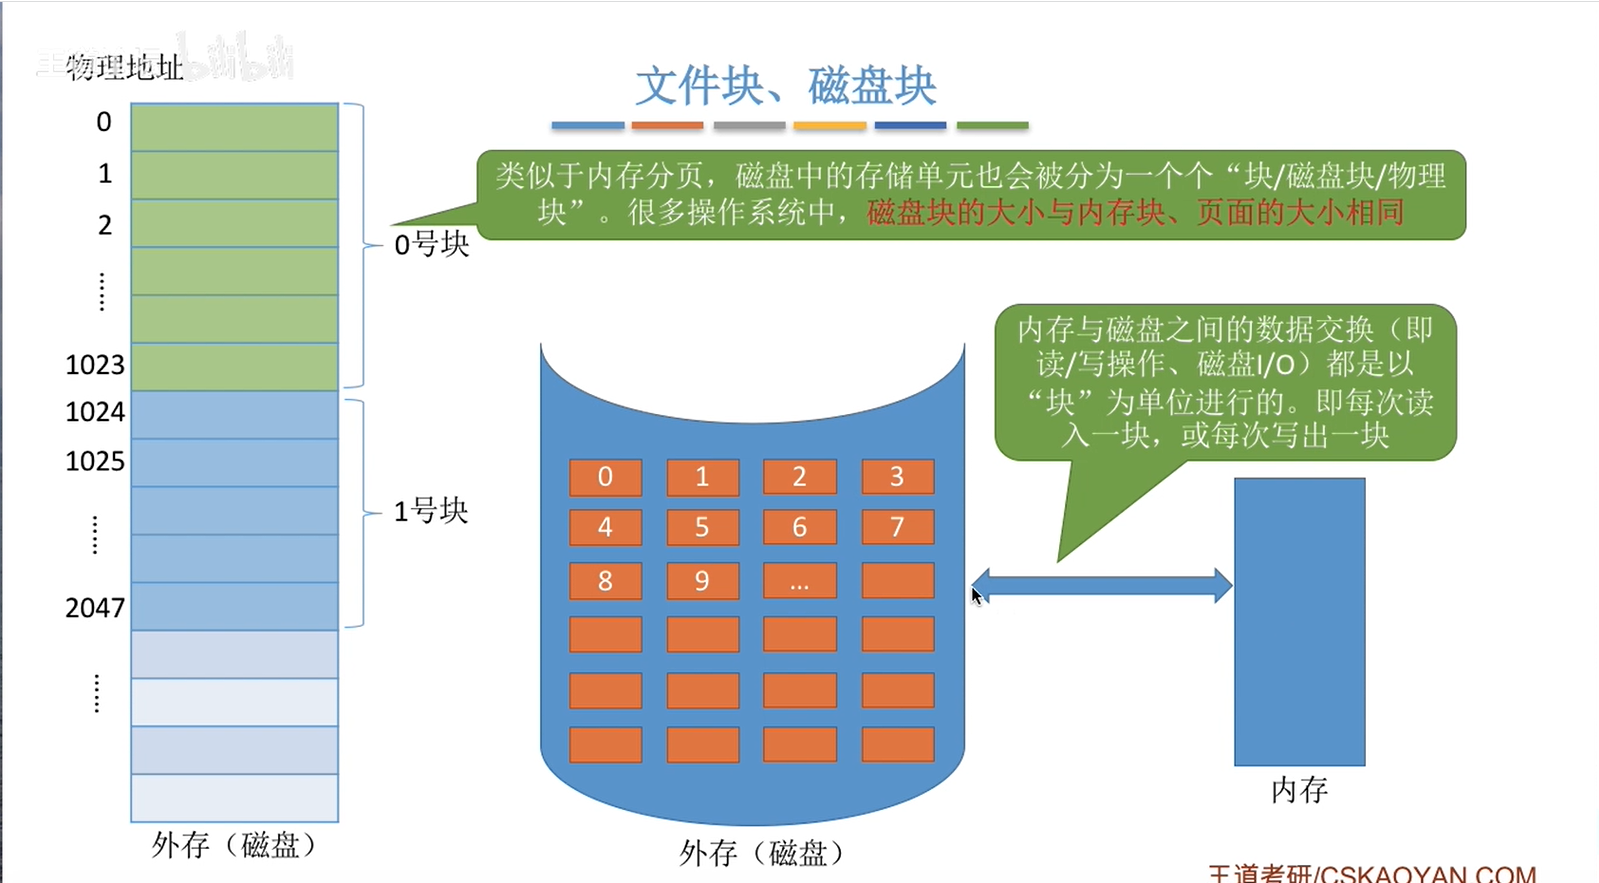 物理地址
bilibili
文件块、磁盘块
0
1
2
……
1023
1024
1025
……
2047
……
0号块
1号块
外存（磁盘）
类似于内存分页，磁盘中的存储单元也会被分为一个个“块/磁盘块/物理
块”。很多操作系统中，磁盘块的大小与内存块、页面的大小相同
内存与磁盘之间的数据交换（即
读/写操作、磁盘I/O）都是以
“块”为单位进行的。即每次读
入一块，或每次写出一块
0 1 2 3
4 5 6 7
8 9 ...
外存（磁盘）
内存
王道考研/CSKAOYAN.COM